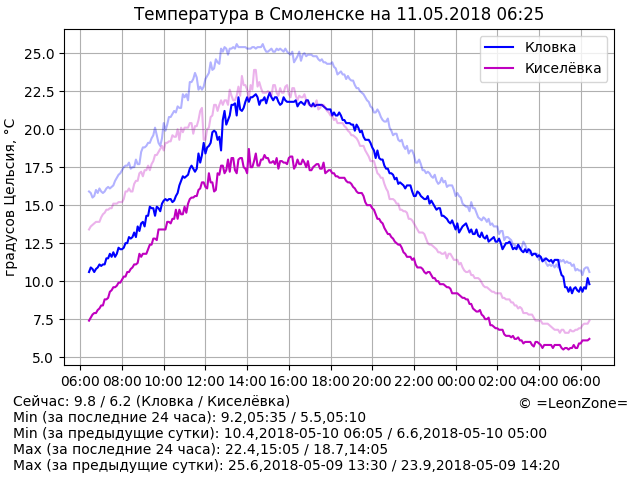 Температура в Смоленске на 11.05.2018 06:25
Кловка
Киселёвка
градусов Цельсия, °C
25.0
22.5
20.0
17.5
15.0
12.5
10.0
7.5
5.0
06:00 08:00 10:00 12:00 14:00 16:00 18:00 20:00 22:00 00:00 02:00 04:00 06:00
Сейчас: 9.8 / 6.2 (Кловка / Киселёвка)
© =LeonZone=
Min (за последние 24 часа): 9.2,05:35 / 5.5,05:10
Min (за предыдущие сутки): 10.4,2018-05-10 06:05 / 6.6,2018-05-10 05:00
Max (за последние 24 часа): 22.4,15:05 / 18.7,14:05
Max (за предыдущие сутки): 25.6,2018-05-09 13:30 / 23.9,2018-05-09 14:20